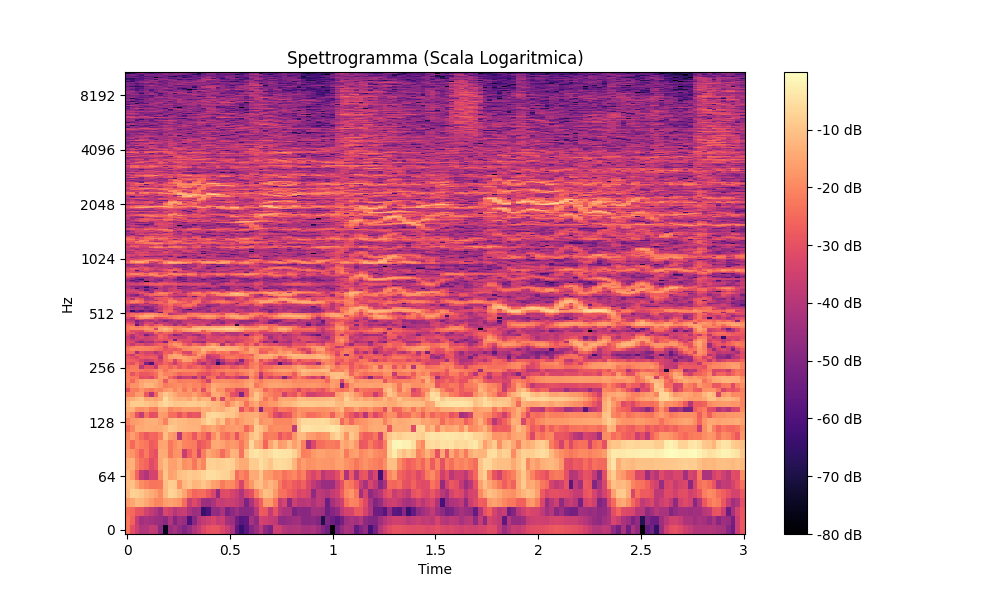 Spettrogramma (Scala Logaritmica)
Hz
8192
4096
2048
1024
512
256
128
64
0
0
0.5
1
1.5
2
2.5
3
Time
-10 dB
-20 dB
-30 dB
-40 dB
-50 dB
-60 dB
-70 dB
-80 dB